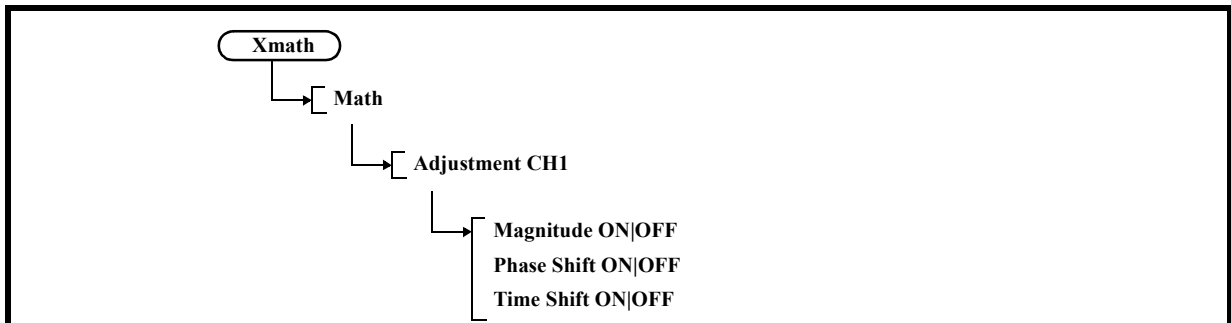 Xmath
Math
Adjustment CH1
Magnitude ON|OFF
Phase Shift ON|OFF
Time Shift ON|OFF